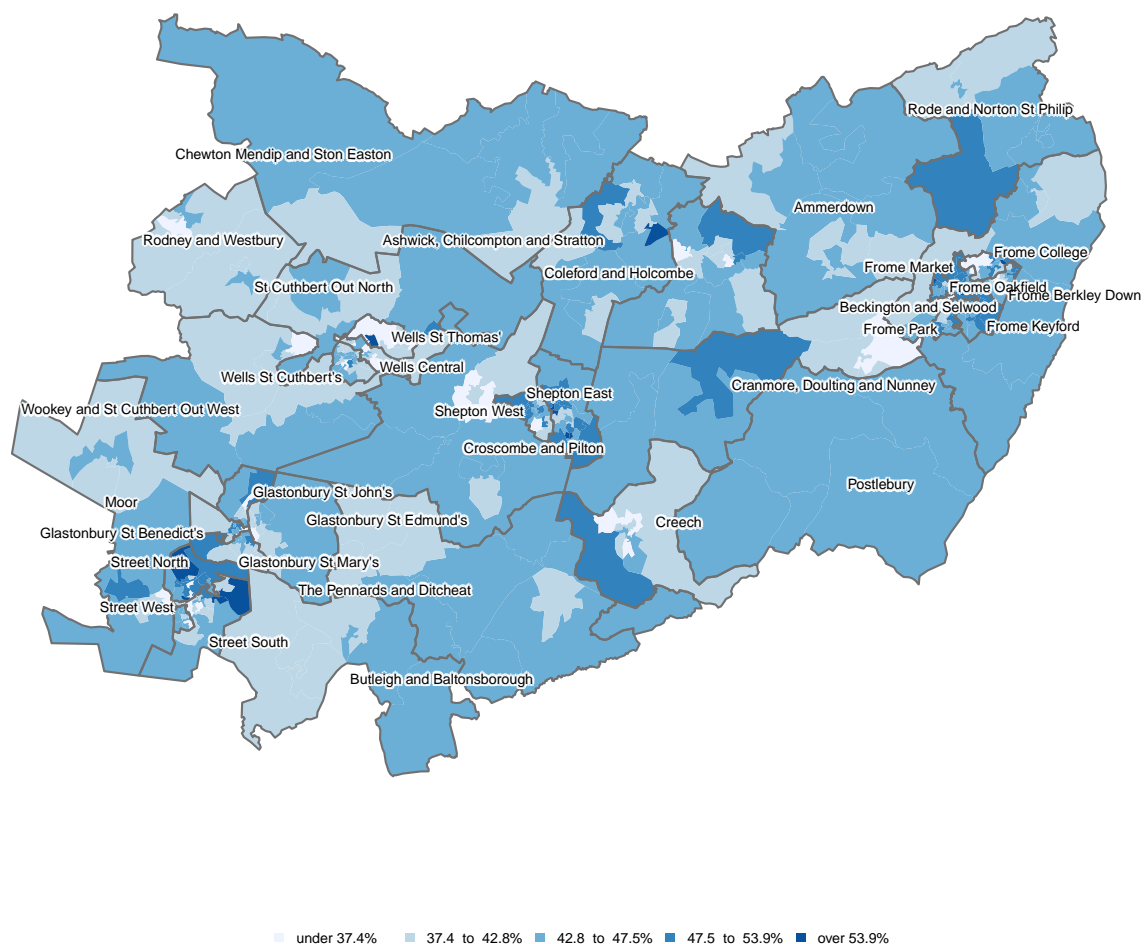 Rode and Norton St Philip
Chewton Mendip and Ston Easton
Ammerdown
Rodney and Westbury
Ashwick, Chilcompton and Stratton
Frome College
Frome Market
Coleford and Holcombe
St Cuthbert Out North
Frome Oakfield
Frome Berkley Down
Beckington and Selwood
Frome Park
Frome Keyford
Wells St Thomas'
Wells Central
Wells St Cuthbert's
Cranmore, Doulting and Nunney
Shepton East
Wookey and St Cuthbert Out West
Shepton West
Croscombe and Pilton
Postlebury
Glastonbury St John's
Moor
Glastonbury St Edmund's
Creech
Glastonbury St Benedict's
Street North
Glastonbury St Mary's
The Pennards and Ditcheat
Street West
Street South
Butleigh and Baltonsborough
under 37.4% 37.4 to 42.8% 42.8 to 47.5% 47.5 to 53.9% over 53.9%